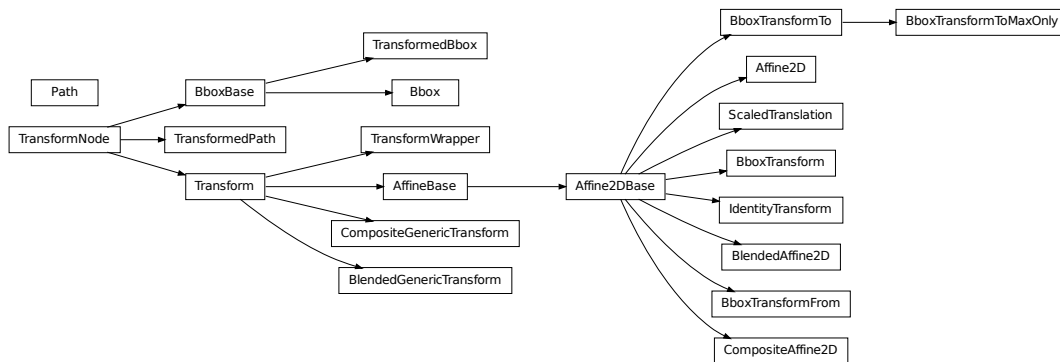 Path
TransformNode
BboxBase
TransformedPath
Transform
TransformedBbox
Bbox
TransformWrapper
AffineBase
CompositeGenericTransform
BlendedGenericTransform
Affine2DBase
BboxTransformTo
Affine2D
ScaledTranslation
BboxTransform
IdentityTransform
BlendedAffine2D
BboxTransformFrom
CompositeAffine2D
BboxTransformToMaxOnly